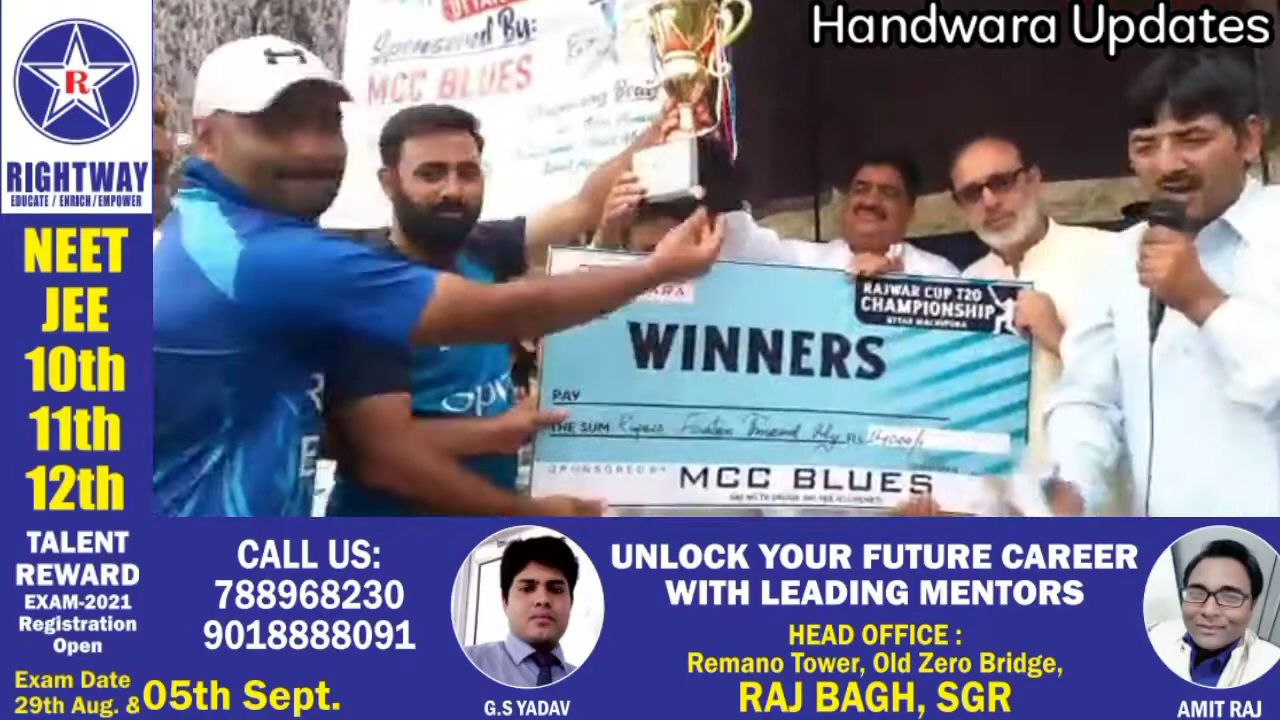 Handwara Updates
R
RIGHTWAY
EDUCATE / ENRICH / EMPOWER
NEET
JEE
10th
11th
12th
TALENT
REWARD
EXAM-2021
Registration
Open
Exam Date
29th Aug. & 05th Sept.
Sponsored By:
MCC BLUES
RAJWAR CUP T20
CHAMPIONSHIP
WINNERS
PAY
THE SUM Rupees
SPONSORED BY MCC BLUES
CALL US:
788968230
9018888091
G.S YADAV
UNLOCK YOUR FUTURE CAREER
WITH LEADING MENTORS
HEAD OFFICE :
Remano Tower, Old Zero Bridge,
RAJ BAGH, SGR
AMIT RAJ